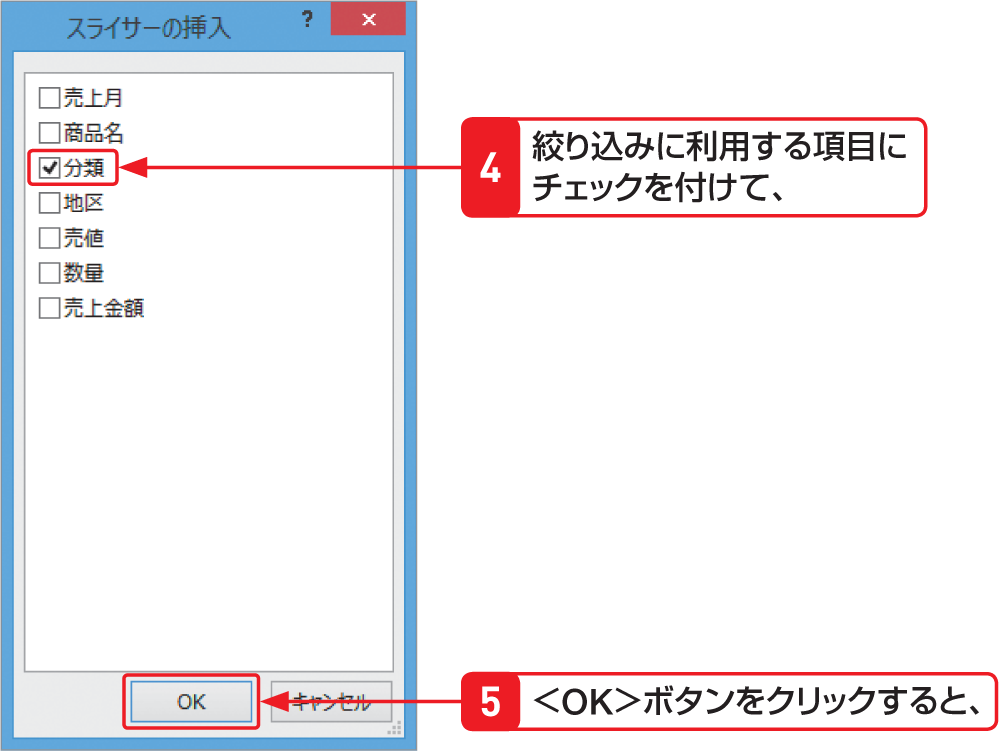 スライサーの挿入
?
×
売上月
商品名
分類
地区
売値
数量
売上金額
4
絞り込みに利用する項目に
チェックを付けて、
OK
キャンセル
5
<OK>ボタンをクリックすると、